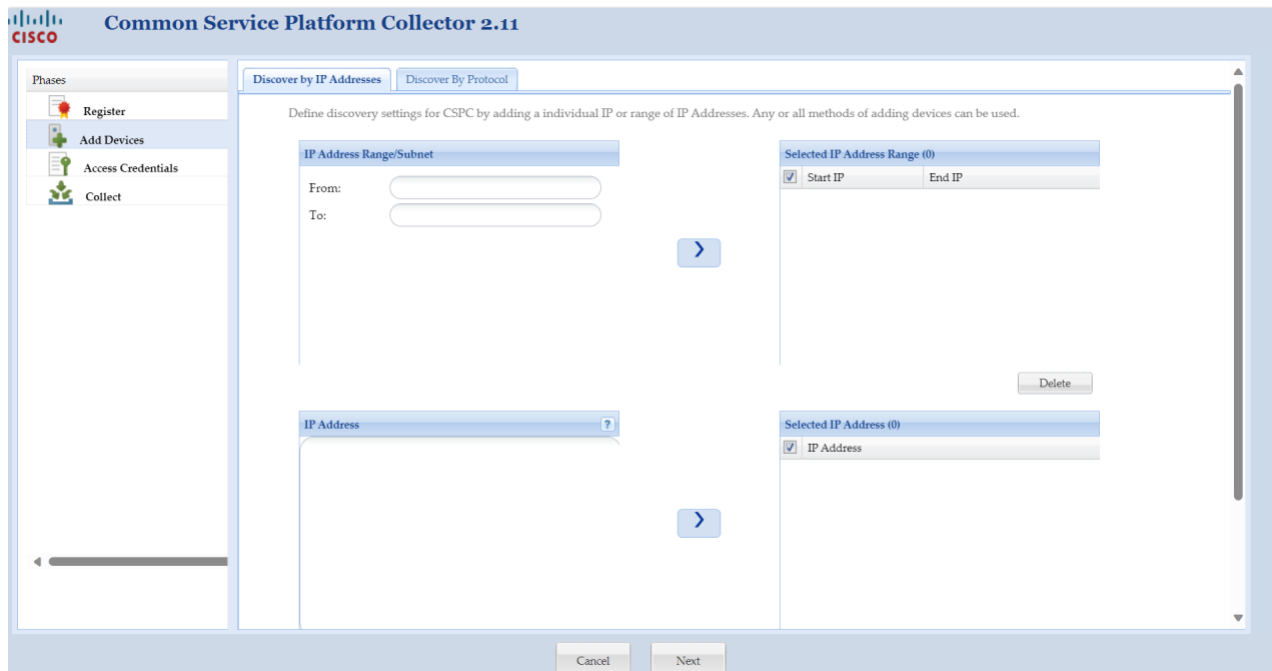 CISCO
Common Service Platform Collector 2.11
Phases
Register
Add Devices
Access Credentials
Collect
Discover by IP Addresses
Discover By Protocol
Define discovery settings for CSPC by adding a individual IP or range of IP Addresses. Any or all methods of adding devices can be used.
IP Address Range/Subnet
From:
To:
Selected IP Address Range (0)
Start IP End IP
Delete
IP Address ?
Selected IP Address (0)
IP Address
Cancel
Next